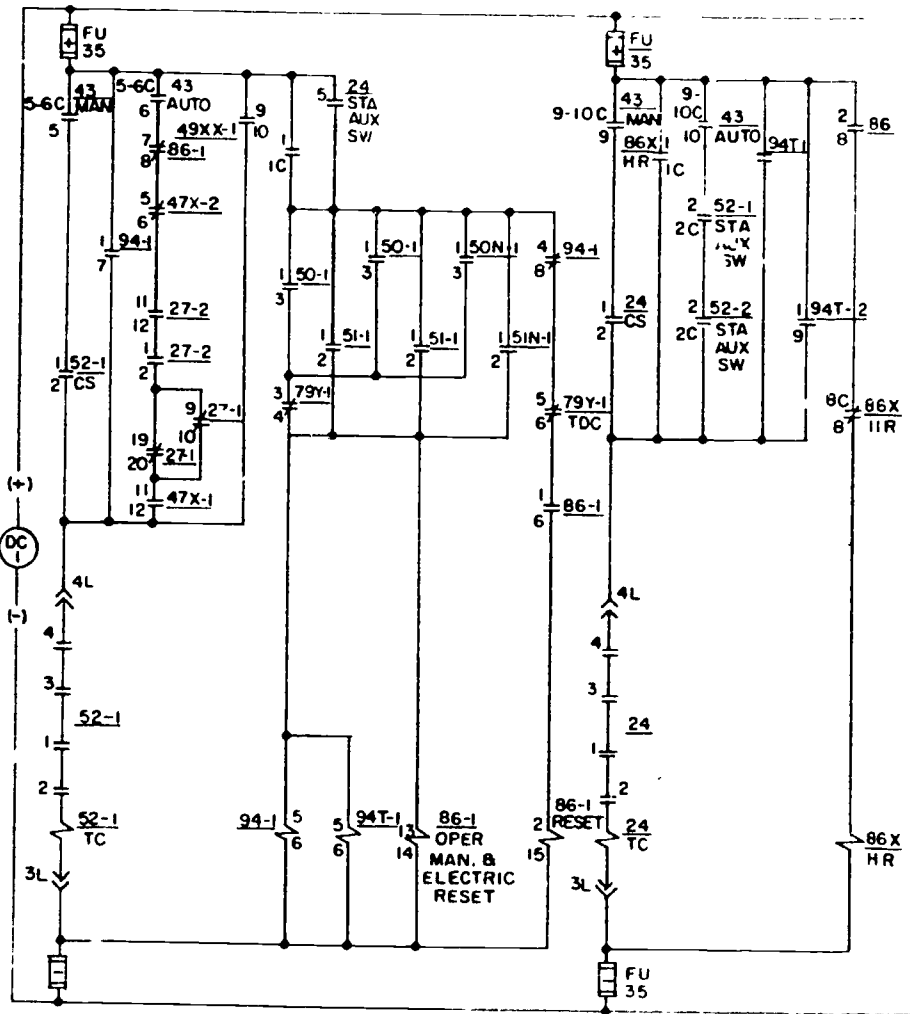 FU
35
FU
35
5-6C
43
MAN
5
5-6C
43
AUTO
6
9
10
5
24
STA
AUX
SW
7
8
49XX-1
86-1
1
1C
5
6
47X-2
1
7
94-1
11
12
27-2
1
2
27-2
1
2
52-1
CS
9
10
27-1
19
20
27-1
11
12
47X-1
1
3
50-1
1
3
50-1
1
3
50N-1
4
8
94-1
1
2
51-1
1
2
51-1
1
2
51N-1
3
4
79Y-1
5
6
79Y-1
TDC
1
6
86-1
9-10C
43
MAN
9
86X
HR
1
1C
9-10C
10
43
AUTO
94T-1
2
8
86
2
2C
52-1
STA
SW
1
2
24
CS
2
2C
52-2
STA
AUX
SW
1
9
94T-2
8C
8
86X
(+)
DC
1
(-)
4L
4
3
52-1
1
2
52-1
TC
3L
94-1
5
6
94T-1
5
6
86-1
OPER
MAN. &
ELECTRIC
RESET
13
14
86-1
RESET
2
15
4L
4
3
24
1
2
24
TC
3L
86X
HR
FU
35